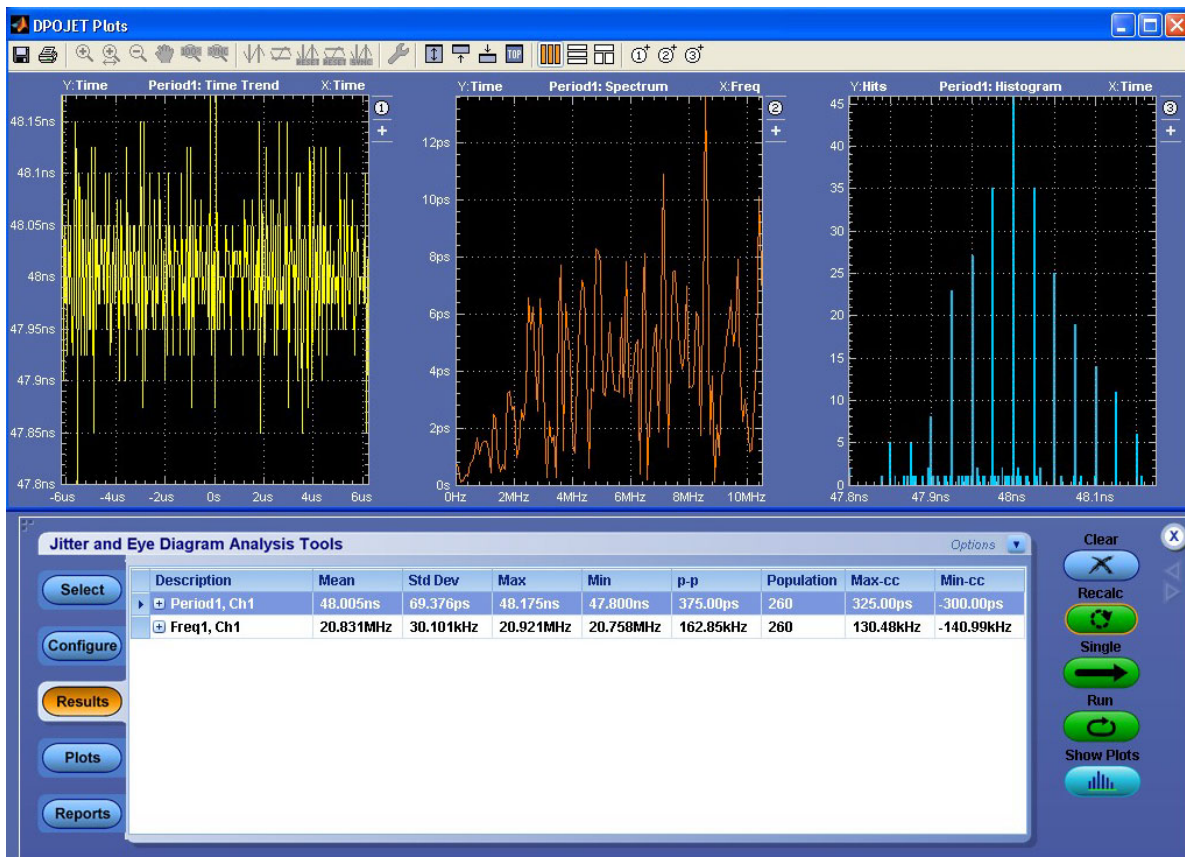 DPOJET Plots
TOP
Y:Time Period1: Time Trend X:Time
1
48.15ns
48.1ns
48.05ns
48ns
47.95ns
47.9ns
47.85ns
47.8ns
-6us -4us -2us 0s 2us 4us 6us
Y:Time Period1: Spectrum X:Freq
2
12ps
10ps
8ps
6ps
4ps
2ps
0s
0Hz 2MHz 4MHz 6MHz 8MHz 10MHz
Y:Hits Period1: Histogram X:Time
3
45
40
35
30
25
20
15
10
5
0
47.8ns 47.9ns 48ns 48.1ns
Jitter and Eye Diagram Analysis Tools
Options
Select
Configure
Results
Plots
Reports
Description Mean Std Dev Max Min p-p Population Max-cc Min-cc
Period1, Ch1 48.005ns 69.376ps 48.175ns 47.800ns 375.00ps 260 325.00ps -300.00ps
Freq1, Ch1 20.831MHz 30.101kHz 20.921MHz 20.758MHz 162.85kHz 260 130.48kHz -140.99kHz
Clear
Recalc
Single
Run
Show Plots